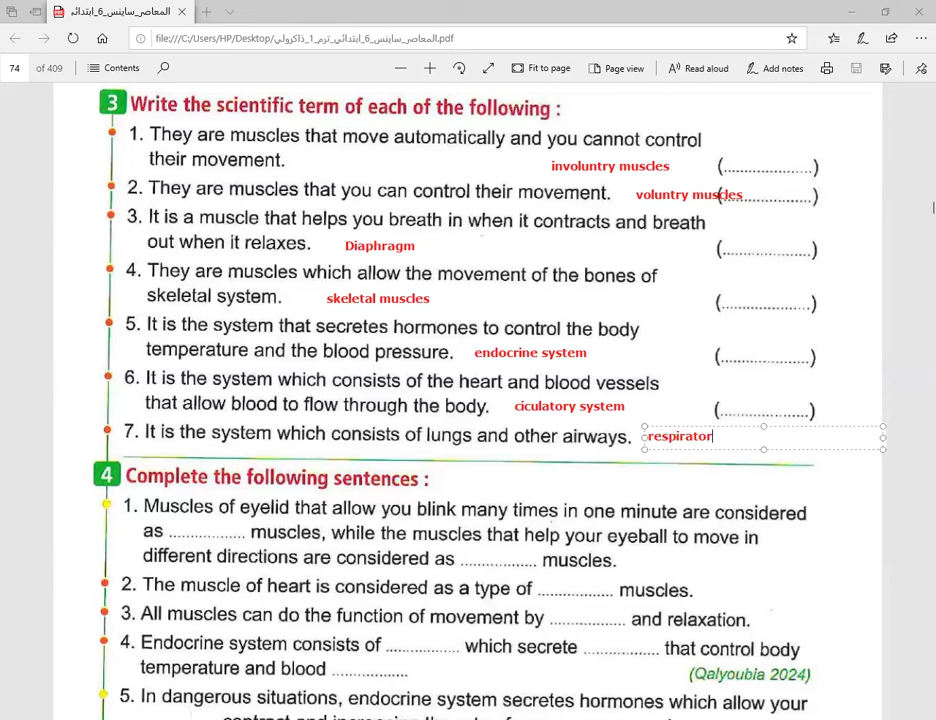 المعاصر_ساينس_6_ابتدائي
file:///C:/Users/HP/Desktop/المعاصر_ساينس_6_ابتدائي_ترم_1_ذاكرولي.pdf
74 of 409 Contents Fit to page Page view Read aloud Add notes
3 Write the scientific term of each of the following :
1. They are muscles that move automatically and you cannot control
their movement. involuntry muscles (....................)
2. They are muscles that you can control their movement. voluntry muscles (....................)
3. It is a muscle that helps you breath in when it contracts and breath
out when it relaxes. Diaphragm (....................)
4. They are muscles which allow the movement of the bones of
skeletal system. skeletal muscles (....................)
5. It is the system that secretes hormones to control the body
temperature and the blood pressure. endocrine system (....................)
6. It is the system which consists of the heart and blood vessels
that allow blood to flow through the body. ciculatory system (....................)
7. It is the system which consists of lungs and other airways. respirator
4 Complete the following sentences :
1. Muscles of eyelid that allow you blink many times in one minute are considered
as ................. muscles, while the muscles that help your eyeball to move in
different directions are considered as ................. muscles.
2. The muscle of heart is considered as a type of ................. muscles.
3. All muscles can do the function of movement by ................. and relaxation.
4. Endocrine system consists of ................. which secrete ................. that control body
temperature and blood ................. (Qalyoubia 2024)
5. In dangerous situations, endocrine system secretes hormones which allow your